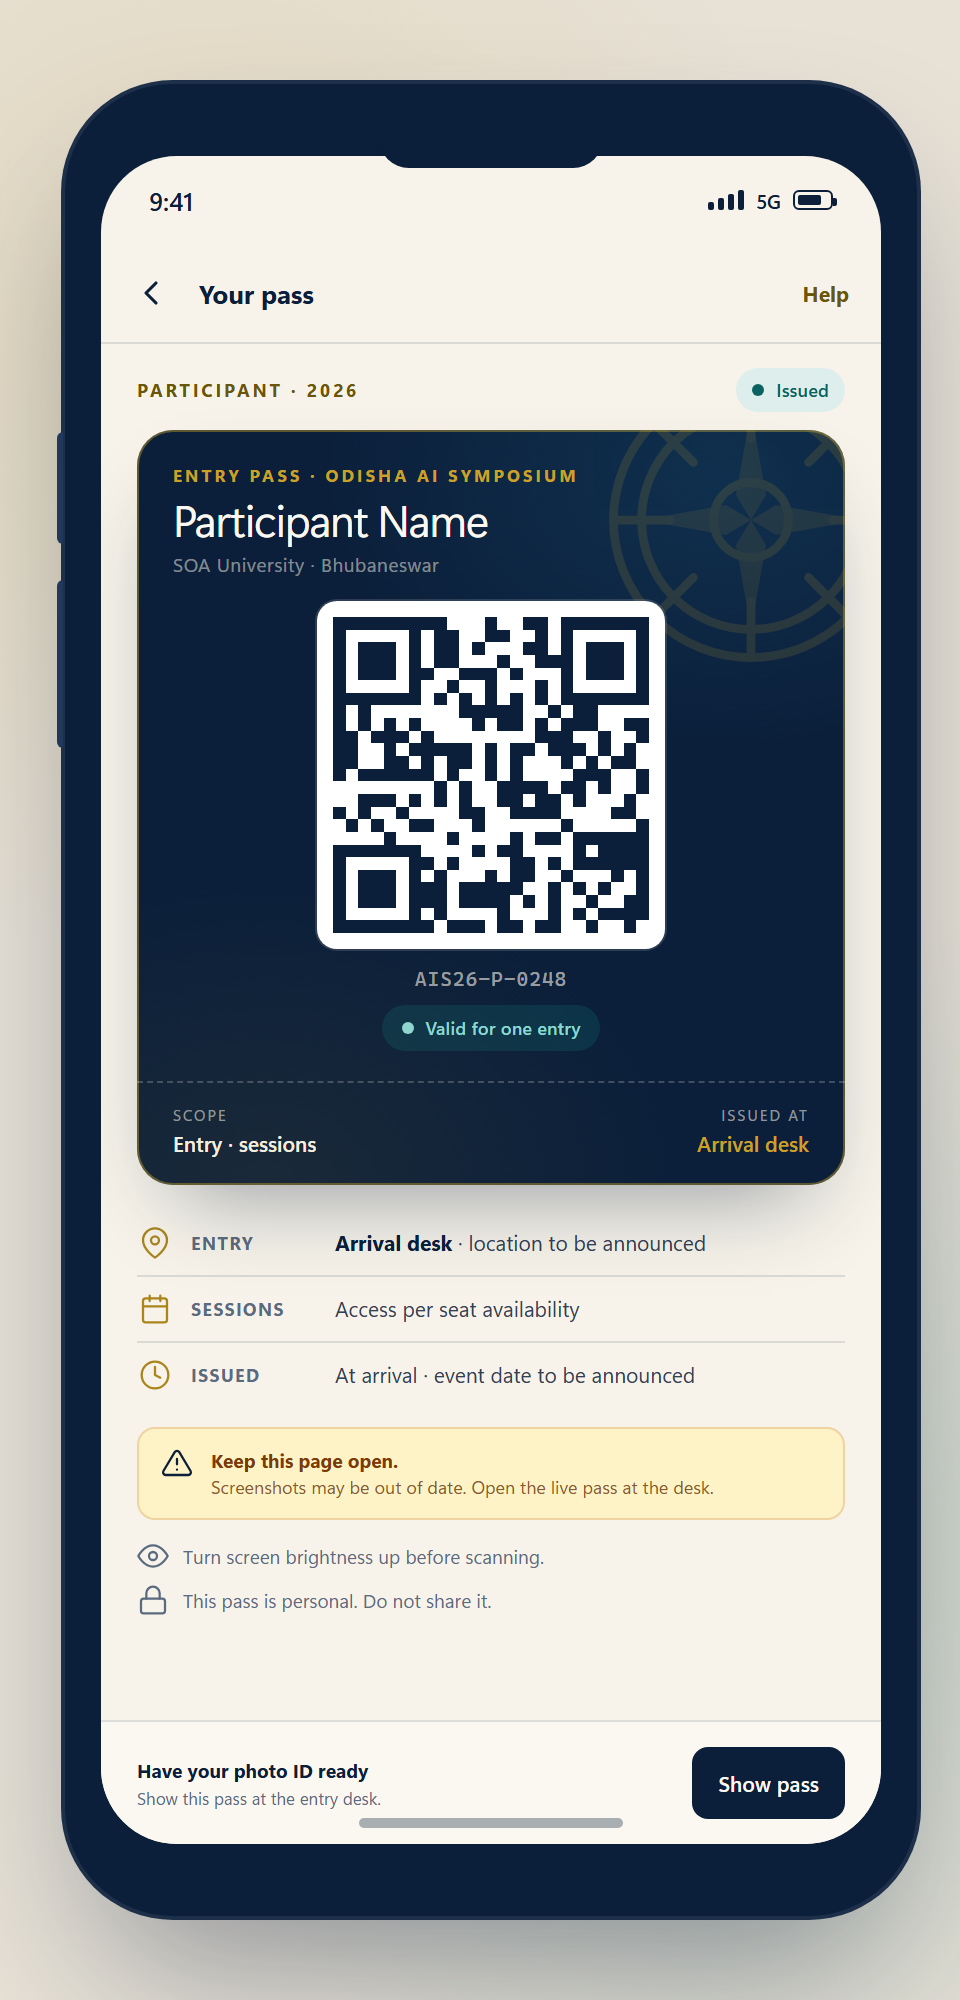 9:41
5G
Your pass
Help
PARTICIPANT · 2026
Issued
ENTRY PASS · ODISHA AI SYMPOSIUM
Participant Name
SOA University · Bhubaneswar
AIS26-P-0248
Valid for one entry
SCOPE
ISSUED AT
Entry · sessions
Arrival desk
ENTRY
Arrival desk · location to be announced
SESSIONS
Access per seat availability
ISSUED
At arrival · event date to be announced
Keep this page open.
Screenshots may be out of date. Open the live pass at the desk.
Turn screen brightness up before scanning.
This pass is personal. Do not share it.
Have your photo ID ready
Show this pass at the entry desk.
Show pass